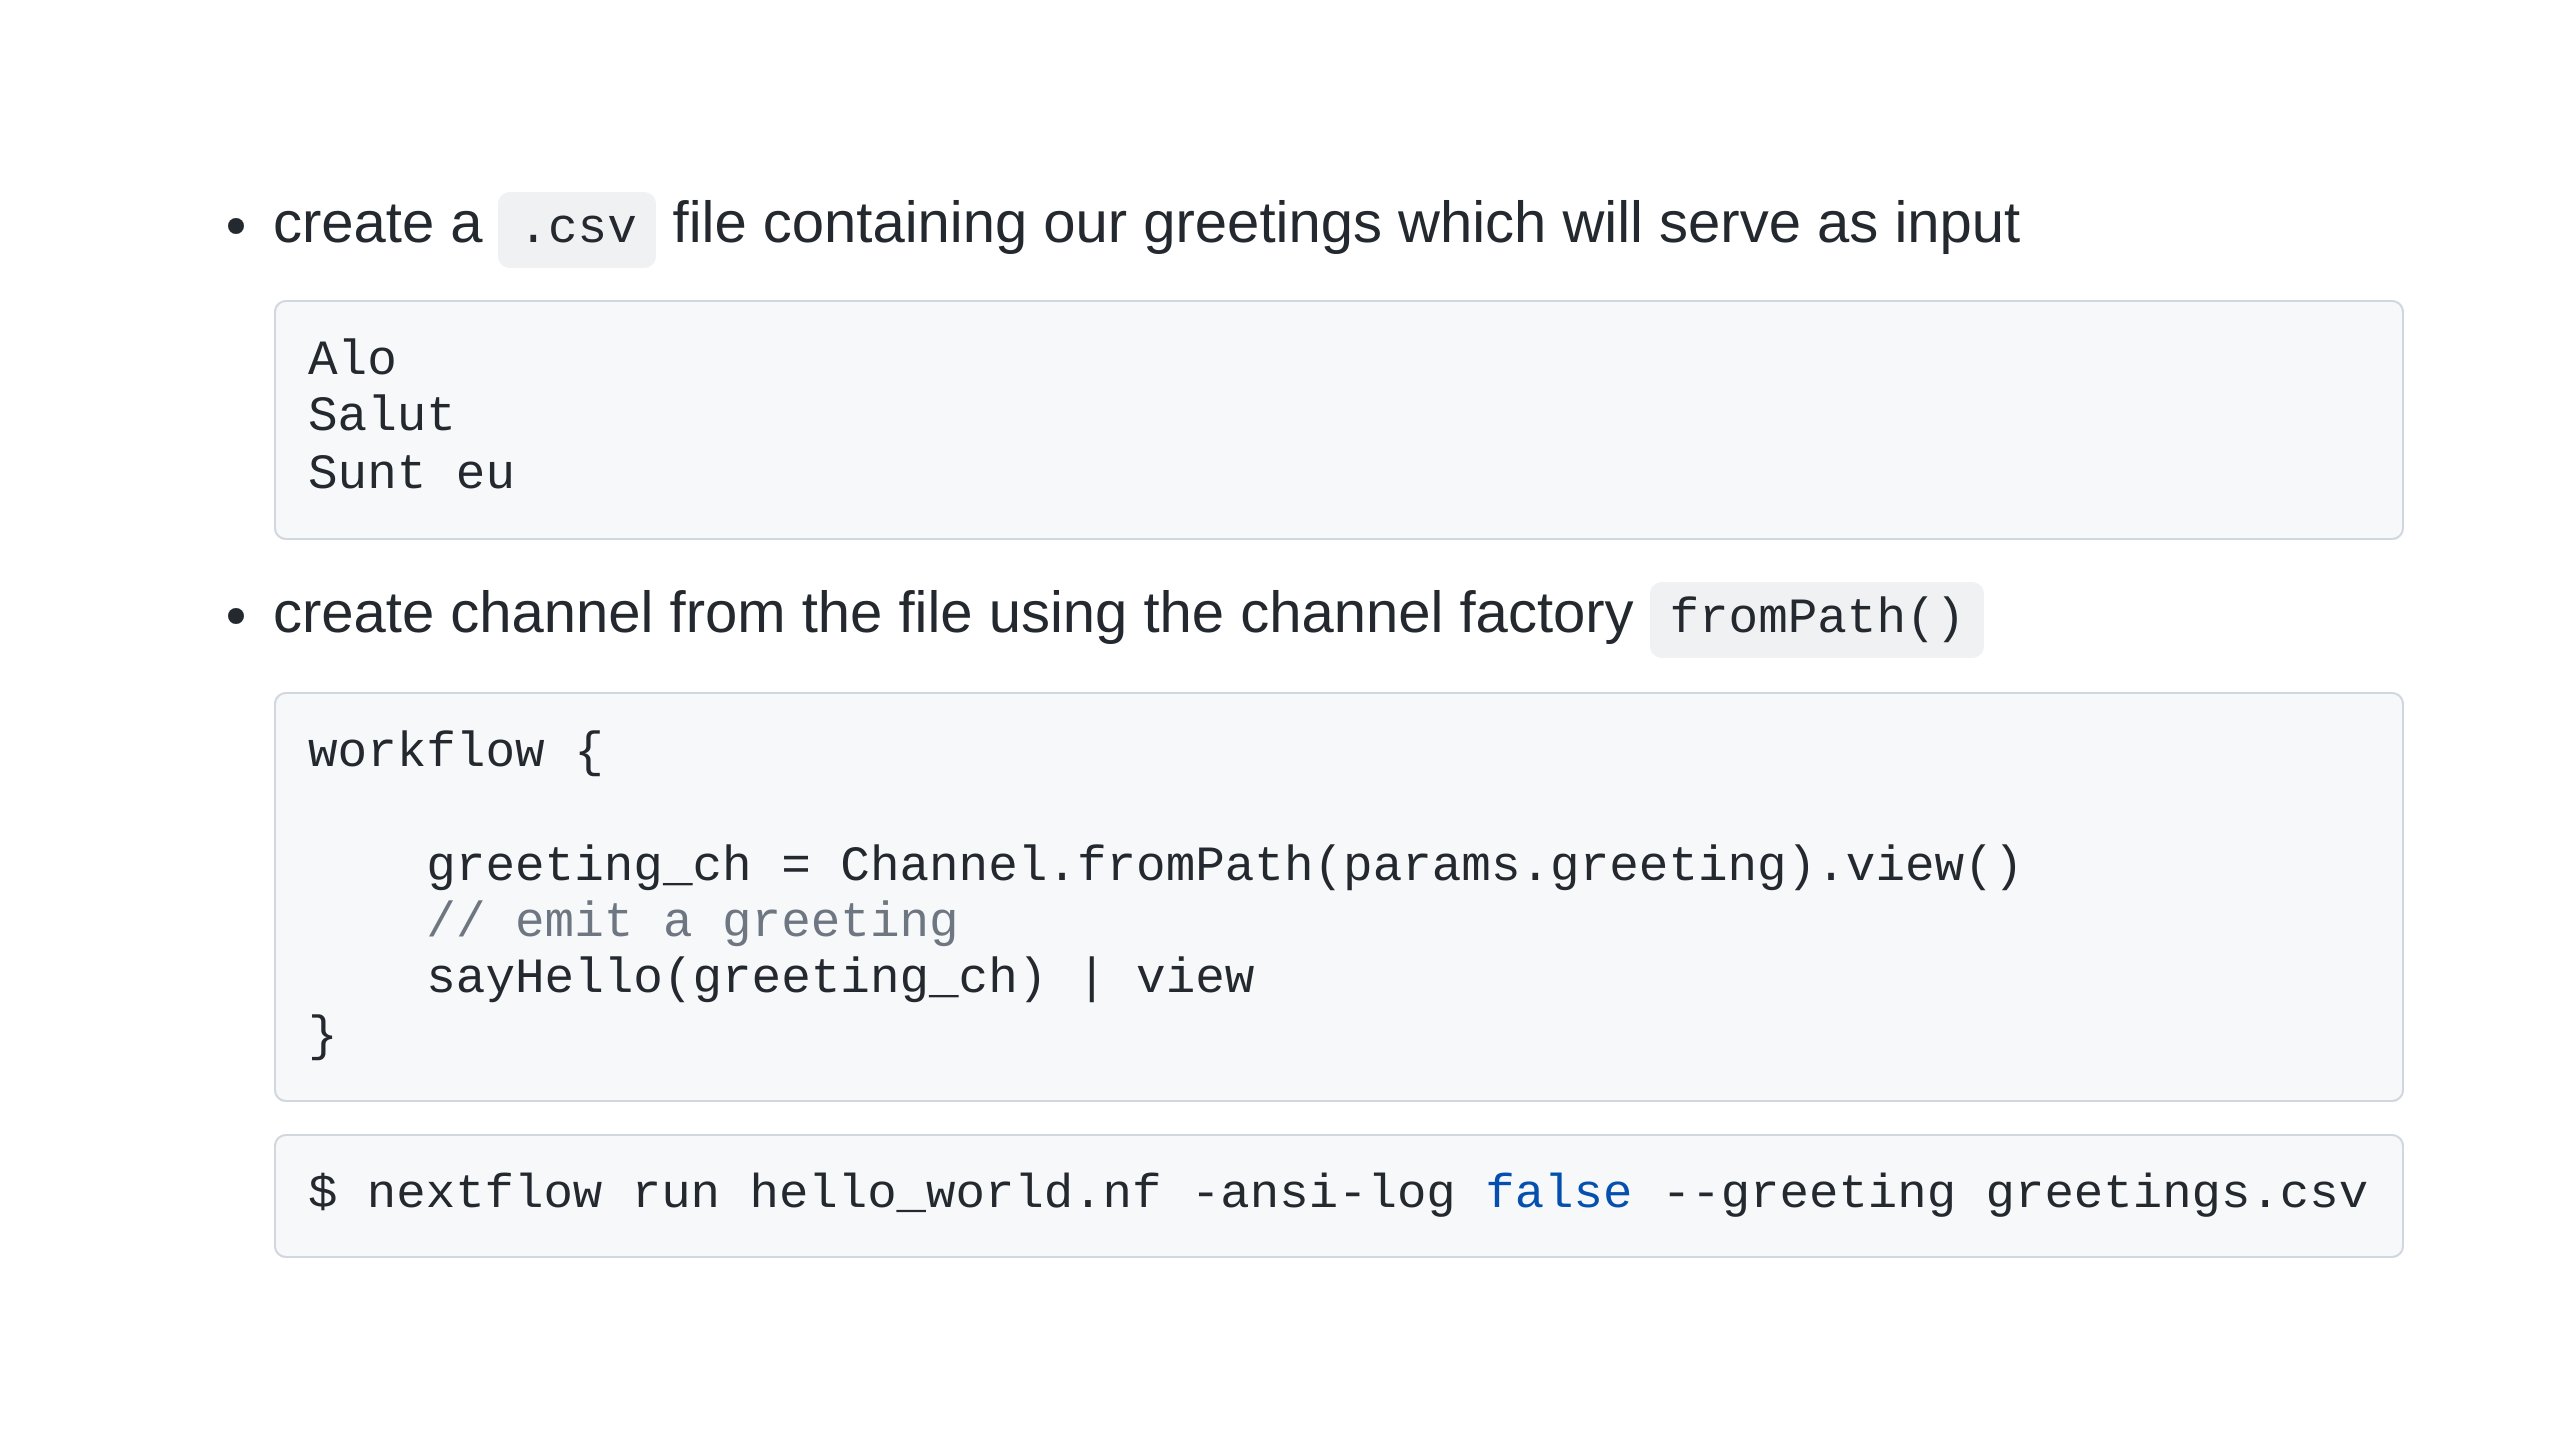 • create a .csv file containing our greetings which will serve as input
Alo
Salut
Sunt eu
• create channel from the file using the channel factory fromPath()
workflow {
    greeting_ch = Channel.fromPath(params.greeting).view()
    // emit a greeting
    sayHello(greeting_ch) | view
}
$ nextflow run hello_world.nf -ansi-log false --greeting greetings.csv